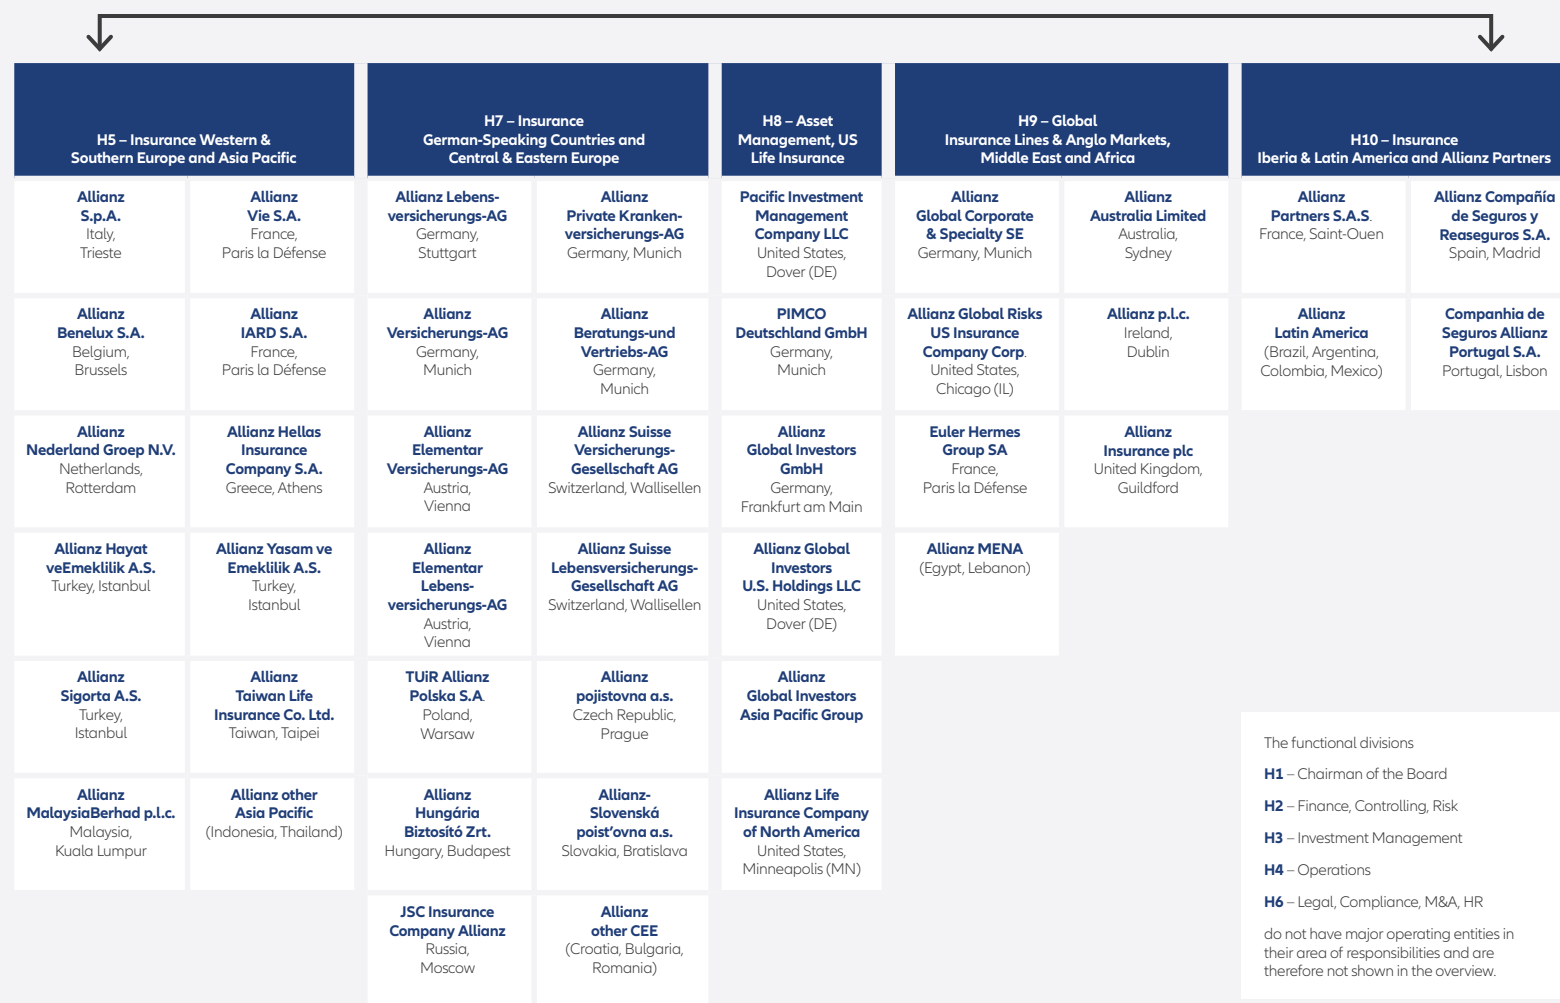 H5 – Insurance Western &
Southern Europe and Asia Pacific
Allianz
S.p.A.
Italy,
Trieste
Allianz
Vie S.A.
France,
Paris la Défense
Allianz
Benelux S.A.
Belgium,
Brussels
Allianz
IARD S.A.
France,
Paris la Défense
Allianz
Nederland Groep N.V.
Netherlands,
Rotterdam
Allianz Hellas
Insurance
Company S.A.
Greece, Athens
Allianz Hayat
veEmeklilik A.S.
Turkey, Istanbul
Allianz Yasam ve
Emeklilik A.S.
Turkey,
Istanbul
Allianz
Sigorta A.S.
Turkey,
Istanbul
Allianz
Taiwan Life
Insurance Co. Ltd.
Taiwan, Taipei
Allianz
MalaysiaBerhad p.l.c.
Malaysia,
Kuala Lumpur
Allianz other
Asia Pacific
(Indonesia, Thailand)
H7 – Insurance
German-Speaking Countries and
Central & Eastern Europe
Allianz Lebens-
versicherungs-AG
Germany,
Stuttgart
Allianz
Private Kranken-
versicherungs-AG
Germany, Munich
Allianz
Versicherungs-AG
Germany,
Munich
Allianz
Beratungs-und
Vertriebs-AG
Germany,
Munich
Allianz
Elementar
Versicherungs-AG
Austria,
Vienna
Allianz Suisse
Versicherungs-
Gesellschaft AG
Switzerland, Wallisellen
Allianz
Elementar
Lebens-
versicherungs-AG
Austria,
Vienna
Allianz Suisse
Lebensversicherungs-
Gesellschaft AG
Switzerland, Wallisellen
TUiR Allianz
Polska S.A.
Poland,
Warsaw
Allianz
pojistovna a.s.
Czech Republic,
Prague
Allianz
Hungária
Biztosító Zrt.
Hungary, Budapest
Allianz-
Slovenská
poist’ovna a.s.
Slovakia, Bratislava
JSC Insurance
Company Allianz
Russia,
Moscow
Allianz
other CEE
(Croatia, Bulgaria,
Romania)
H8 – Asset
Management, US
Life Insurance
Pacific Investment
Management
Company LLC
United States,
Dover (DE)
PIMCO
Deutschland GmbH
Germany,
Munich
Allianz
Global Investors
GmbH
Germany,
Frankfurt am Main
Allianz Global
Investors
U.S. Holdings LLC
United States,
Dover (DE)
Allianz
Global Investors
Asia Pacific Group
Allianz Life
Insurance Company
of North America
United States,
Minneapolis (MN)
H9 – Global
Insurance Lines & Anglo Markets,
Middle East and Africa
Allianz
Global Corporate
& Specialty SE
Germany, Munich
Allianz
Australia Limited
Australia,
Sydney
Allianz Global Risks
US Insurance
Company Corp.
United States,
Chicago (IL)
Allianz p.l.c.
Ireland,
Dublin
Euler Hermes
Group SA
France,
Paris la Défense
Allianz
Insurance plc
United Kingdom,
Guildford
Allianz MENA
(Egypt, Lebanon)
H10 – Insurance
Iberia & Latin America and Allianz Partners
Allianz
Partners S.A.S.
France, Saint-Ouen
Allianz Compañía
de Seguros y
Reaseguros S.A.
Spain, Madrid
Allianz
Latin America
(Brazil, Argentina,
Colombia, Mexico)
Companhia de
Seguros Allianz
Portugal S.A.
Portugal, Lisbon
The functional divisions
H1 – Chairman of the Board
H2 – Finance, Controlling, Risk
H3 – Investment Management
H4 – Operations
H6 – Legal, Compliance, M&A, HR
do not have major operating entities in
their area of responsibilities and are
therefore not shown in the overview.